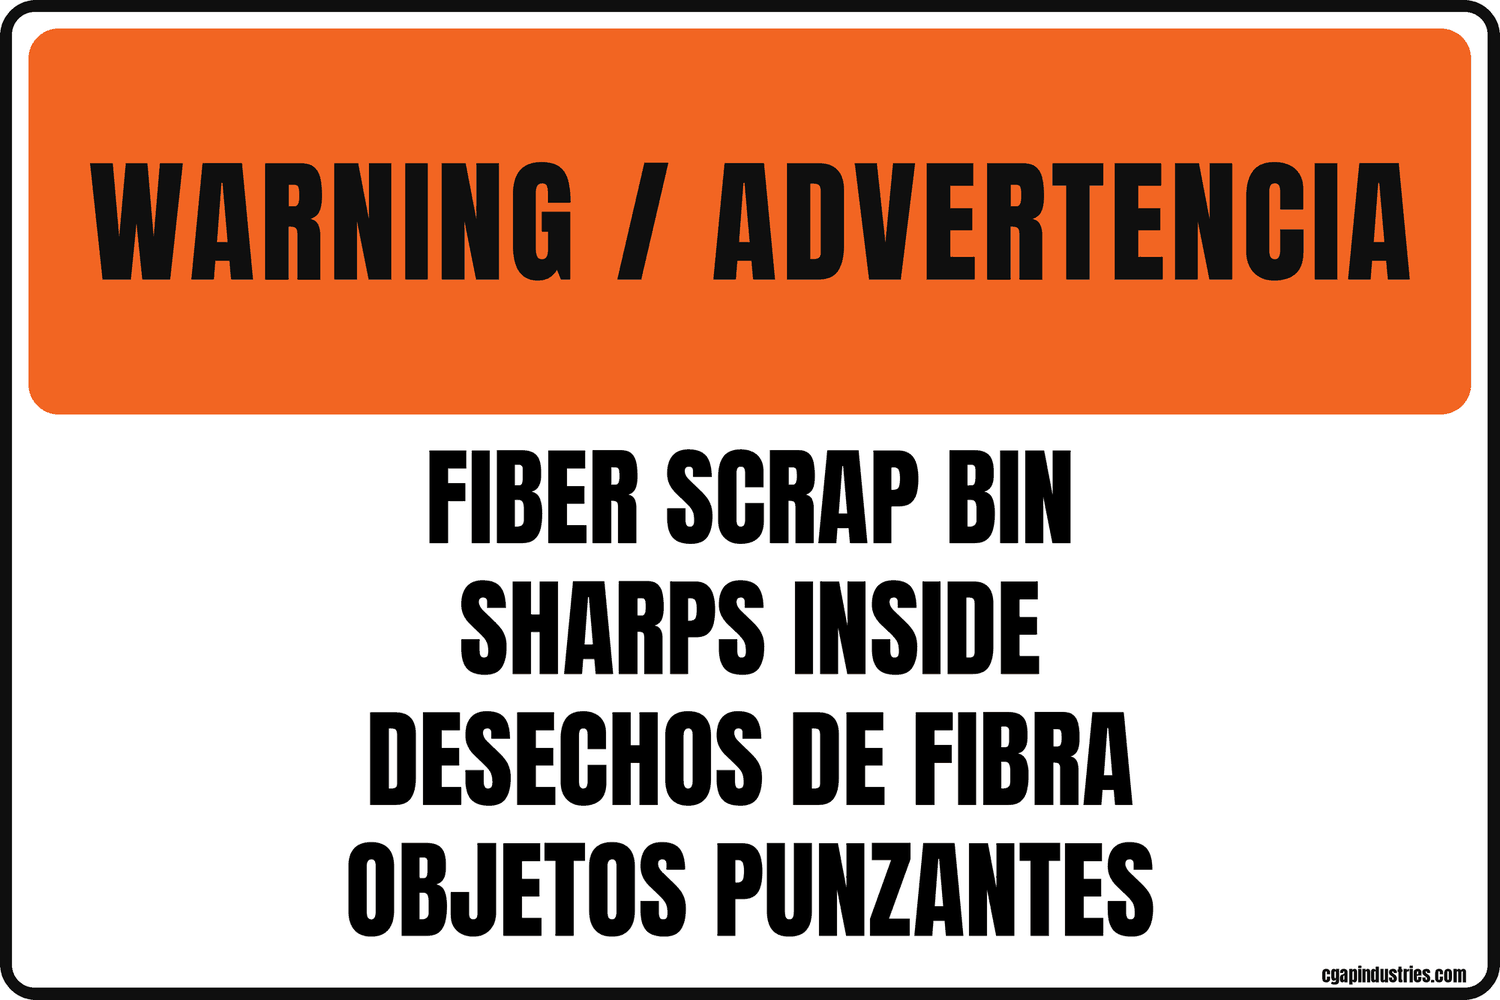 WARNING / ADVERTENCIA
FIBER SCRAP BIN
SHARPS INSIDE
DESECHOS DE FIBRA
OBJETOS PUNZANTES
cgapindustries.com